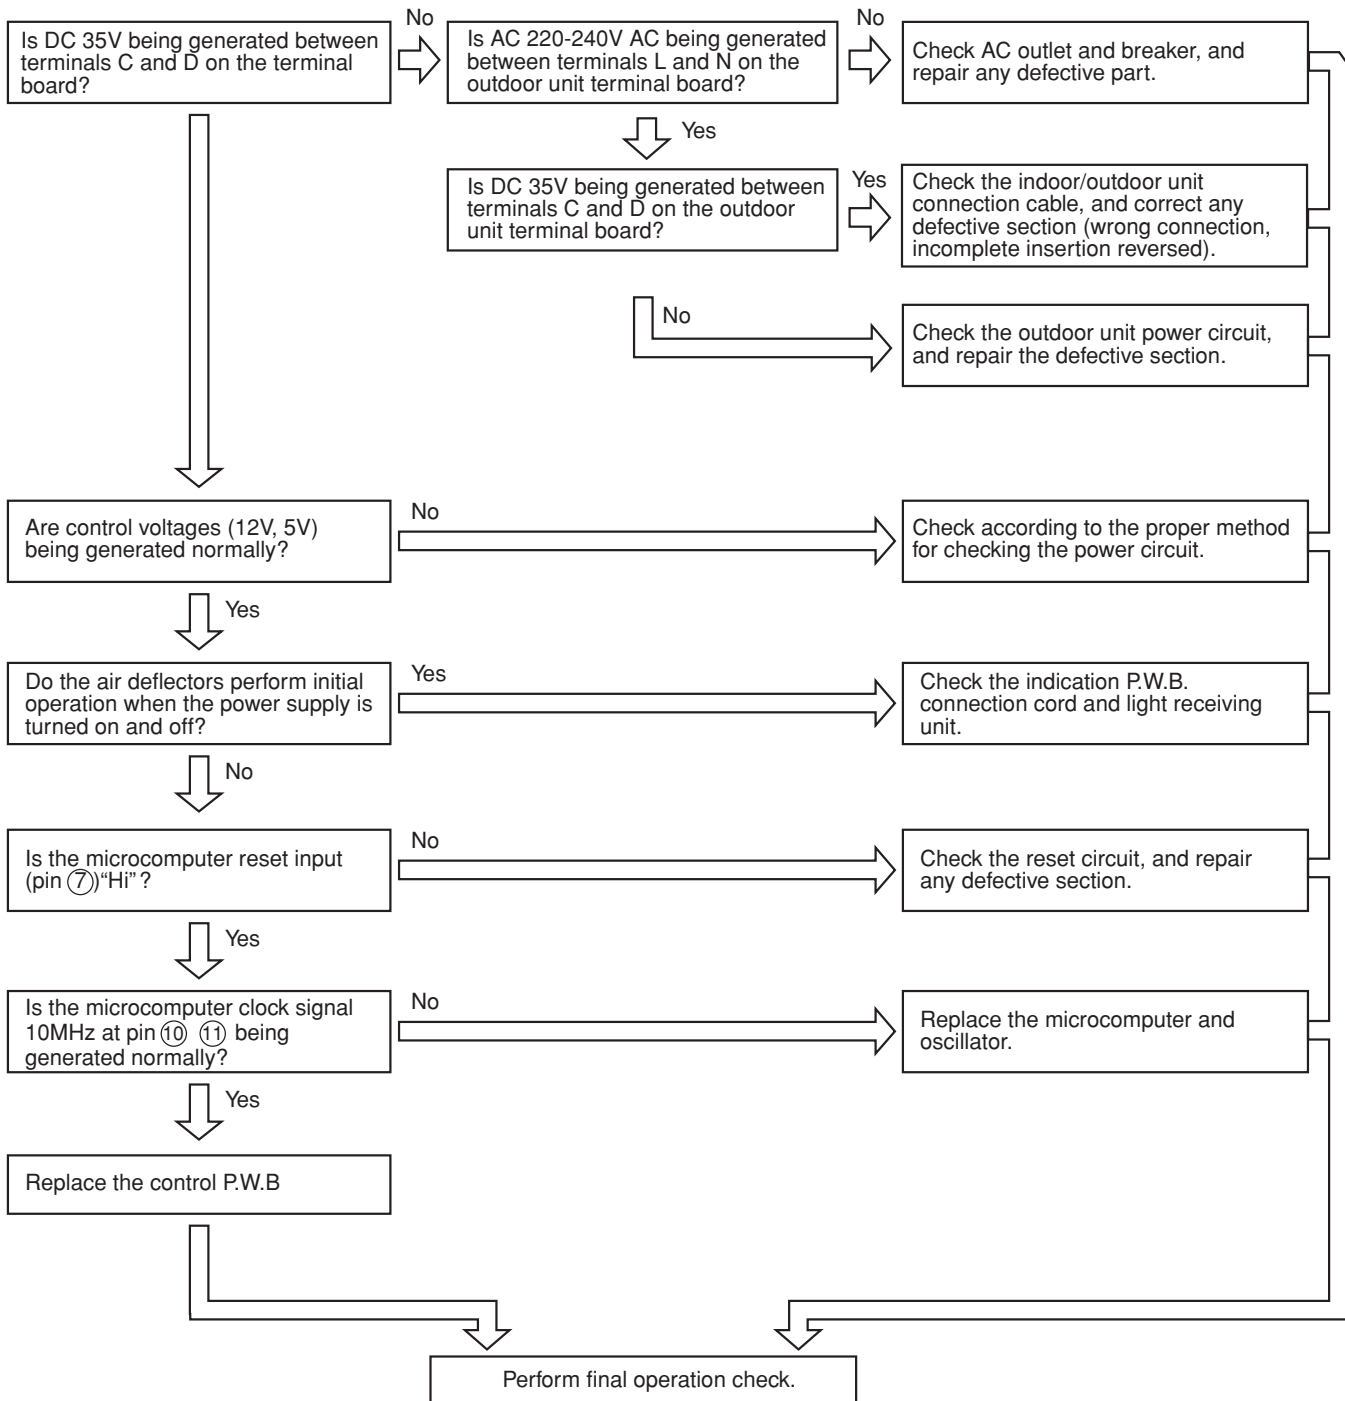 No
No
Is DC 35V being generated between
terminals C and D on the terminal
board?
Is AC 220-240V AC being generated
between terminals L and N on the
outdoor unit terminal board?
Check AC outlet and breaker, and
repair any defective part.
Yes
Is DC 35V being generated between
terminals C and D on the outdoor
unit terminal board?
Yes
Check the indoor/outdoor unit
connection cable, and correct any
defective section (wrong connection,
incomplete insertion reversed).
No
Check the outdoor unit power circuit,
and repair the defective section.
Are control voltages (12V, 5V)
being generated normally?
No
Check according to the proper method
for checking the power circuit.
Yes
Do the air deflectors perform initial
operation when the power supply is
turned on and off?
Yes
Check the indication P.W.B.
connection cord and light receiving
unit.
No
Is the microcomputer reset input
(pin ⑦)“Hi” ?
No
Check the reset circuit, and repair
any defective section.
Yes
Is the microcomputer clock signal
10MHz at pin ⑩ ⑪ being
generated normally?
No
Replace the microcomputer and
oscillator.
Yes
Replace the control P.W.B
Perform final operation check.